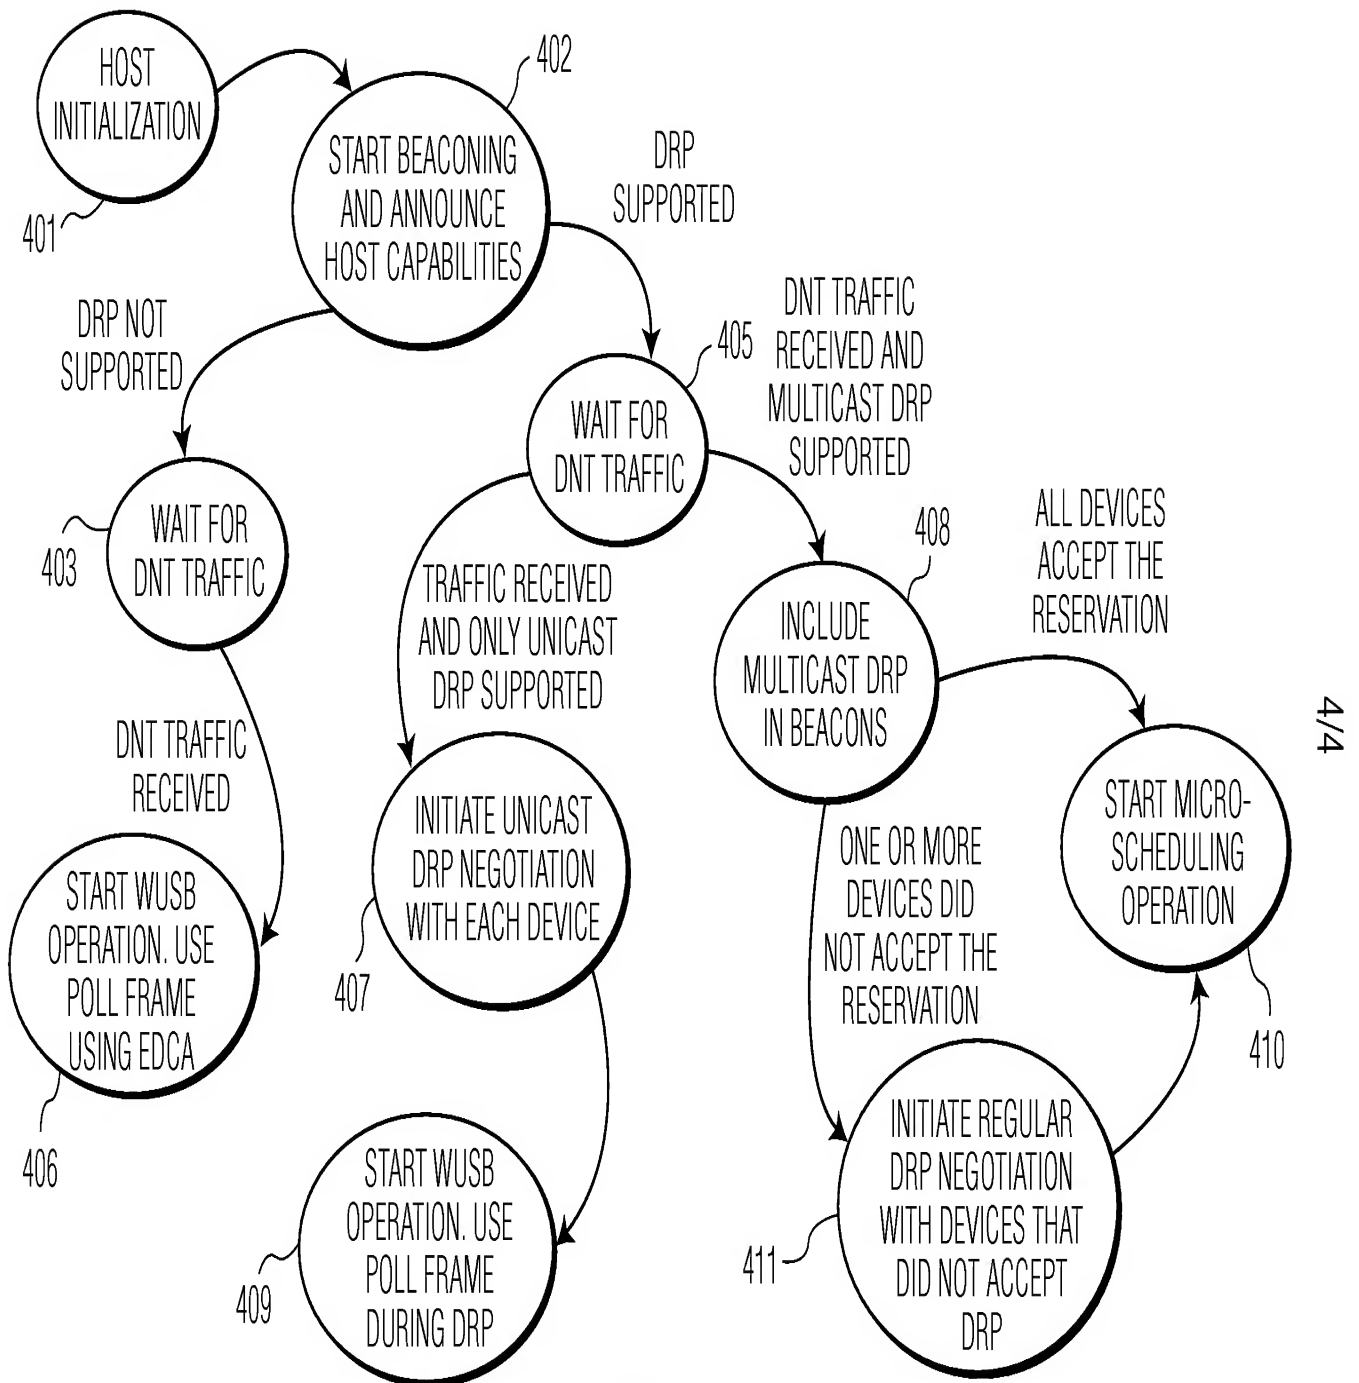 HOST
INITIALIZATION
401
402
START BEACONING
AND ANNOUNCE
HOST CAPABILITIES
DRP
SUPPORTED
DRP NOT
SUPPORTED
403
WAIT FOR
DNT TRAFFIC
405
WAIT FOR
DNT TRAFFIC
DNT TRAFFIC
RECEIVED AND
MULTICAST DRP
SUPPORTED
TRAFFIC RECEIVED
AND ONLY UNICAST
DRP SUPPORTED
408
INCLUDE
MULTICAST DRP
IN BEACONS
ALL DEVICES
ACCEPT THE
RESERVATION
DNT TRAFFIC
RECEIVED
START WUSB
OPERATION. USE
POLL FRAME
USING EDCA
406
INITIATE UNICAST
DRP NEGOTIATION
WITH EACH DEVICE
407
ONE OR MORE
DEVICES DID
NOT ACCEPT THE
RESERVATION
START MICRO-
SCHEDULING
OPERATION
410
START WUSB
OPERATION. USE
POLL FRAME
DURING DRP
409
INITIATE REGULAR
DRP NEGOTIATION
WITH DEVICES THAT
DID NOT ACCEPT
DRP
411
4/4